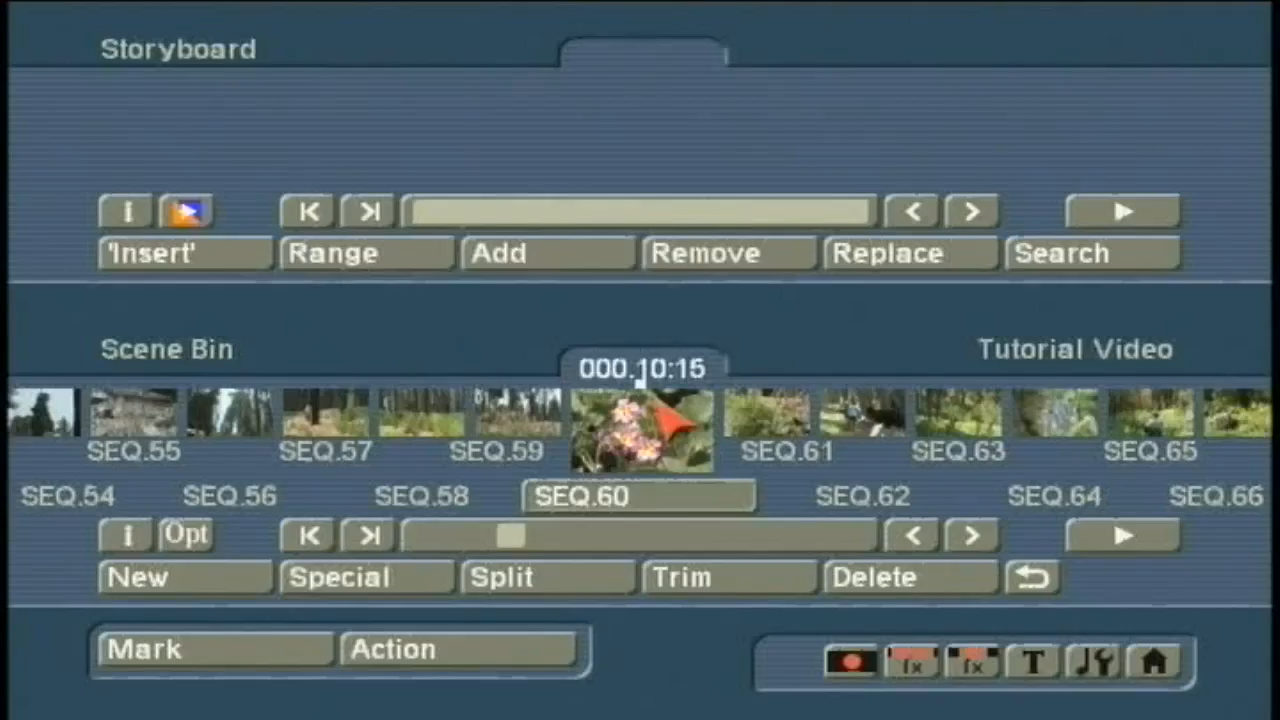 Storyboard
i
'Insert' Range Add Remove Replace Search
Scene Bin 000.10:15 Tutorial Video
SEQ.55 SEQ.57 SEQ.59 SEQ.61 SEQ.63 SEQ.65
SEQ.54 SEQ.56 SEQ.58 SEQ.60 SEQ.62 SEQ.64 SEQ.66
i Opt
New Special Split Trim Delete
Mark Action
fx fx T